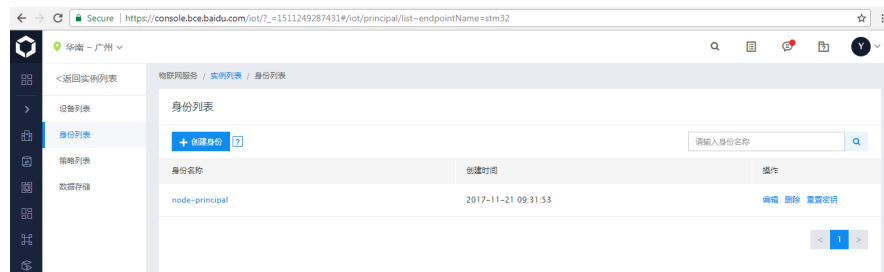 Secure | https://console.bce.baidu.com/iot/?_=1511249287431#/iot/principal/list~endpointName=stm32
华南 - 广州
Y
<返回实例列表
物联网服务 / 实例列表 / 身份列表
设备列表
身份列表
身份列表
+ 创建身份 ?
请输入身份名称
策略列表
身份名称 创建时间 操作
数据存储
node-principal 2017-11-21 09:31:53 编辑 删除 重置密钥
< 1 >